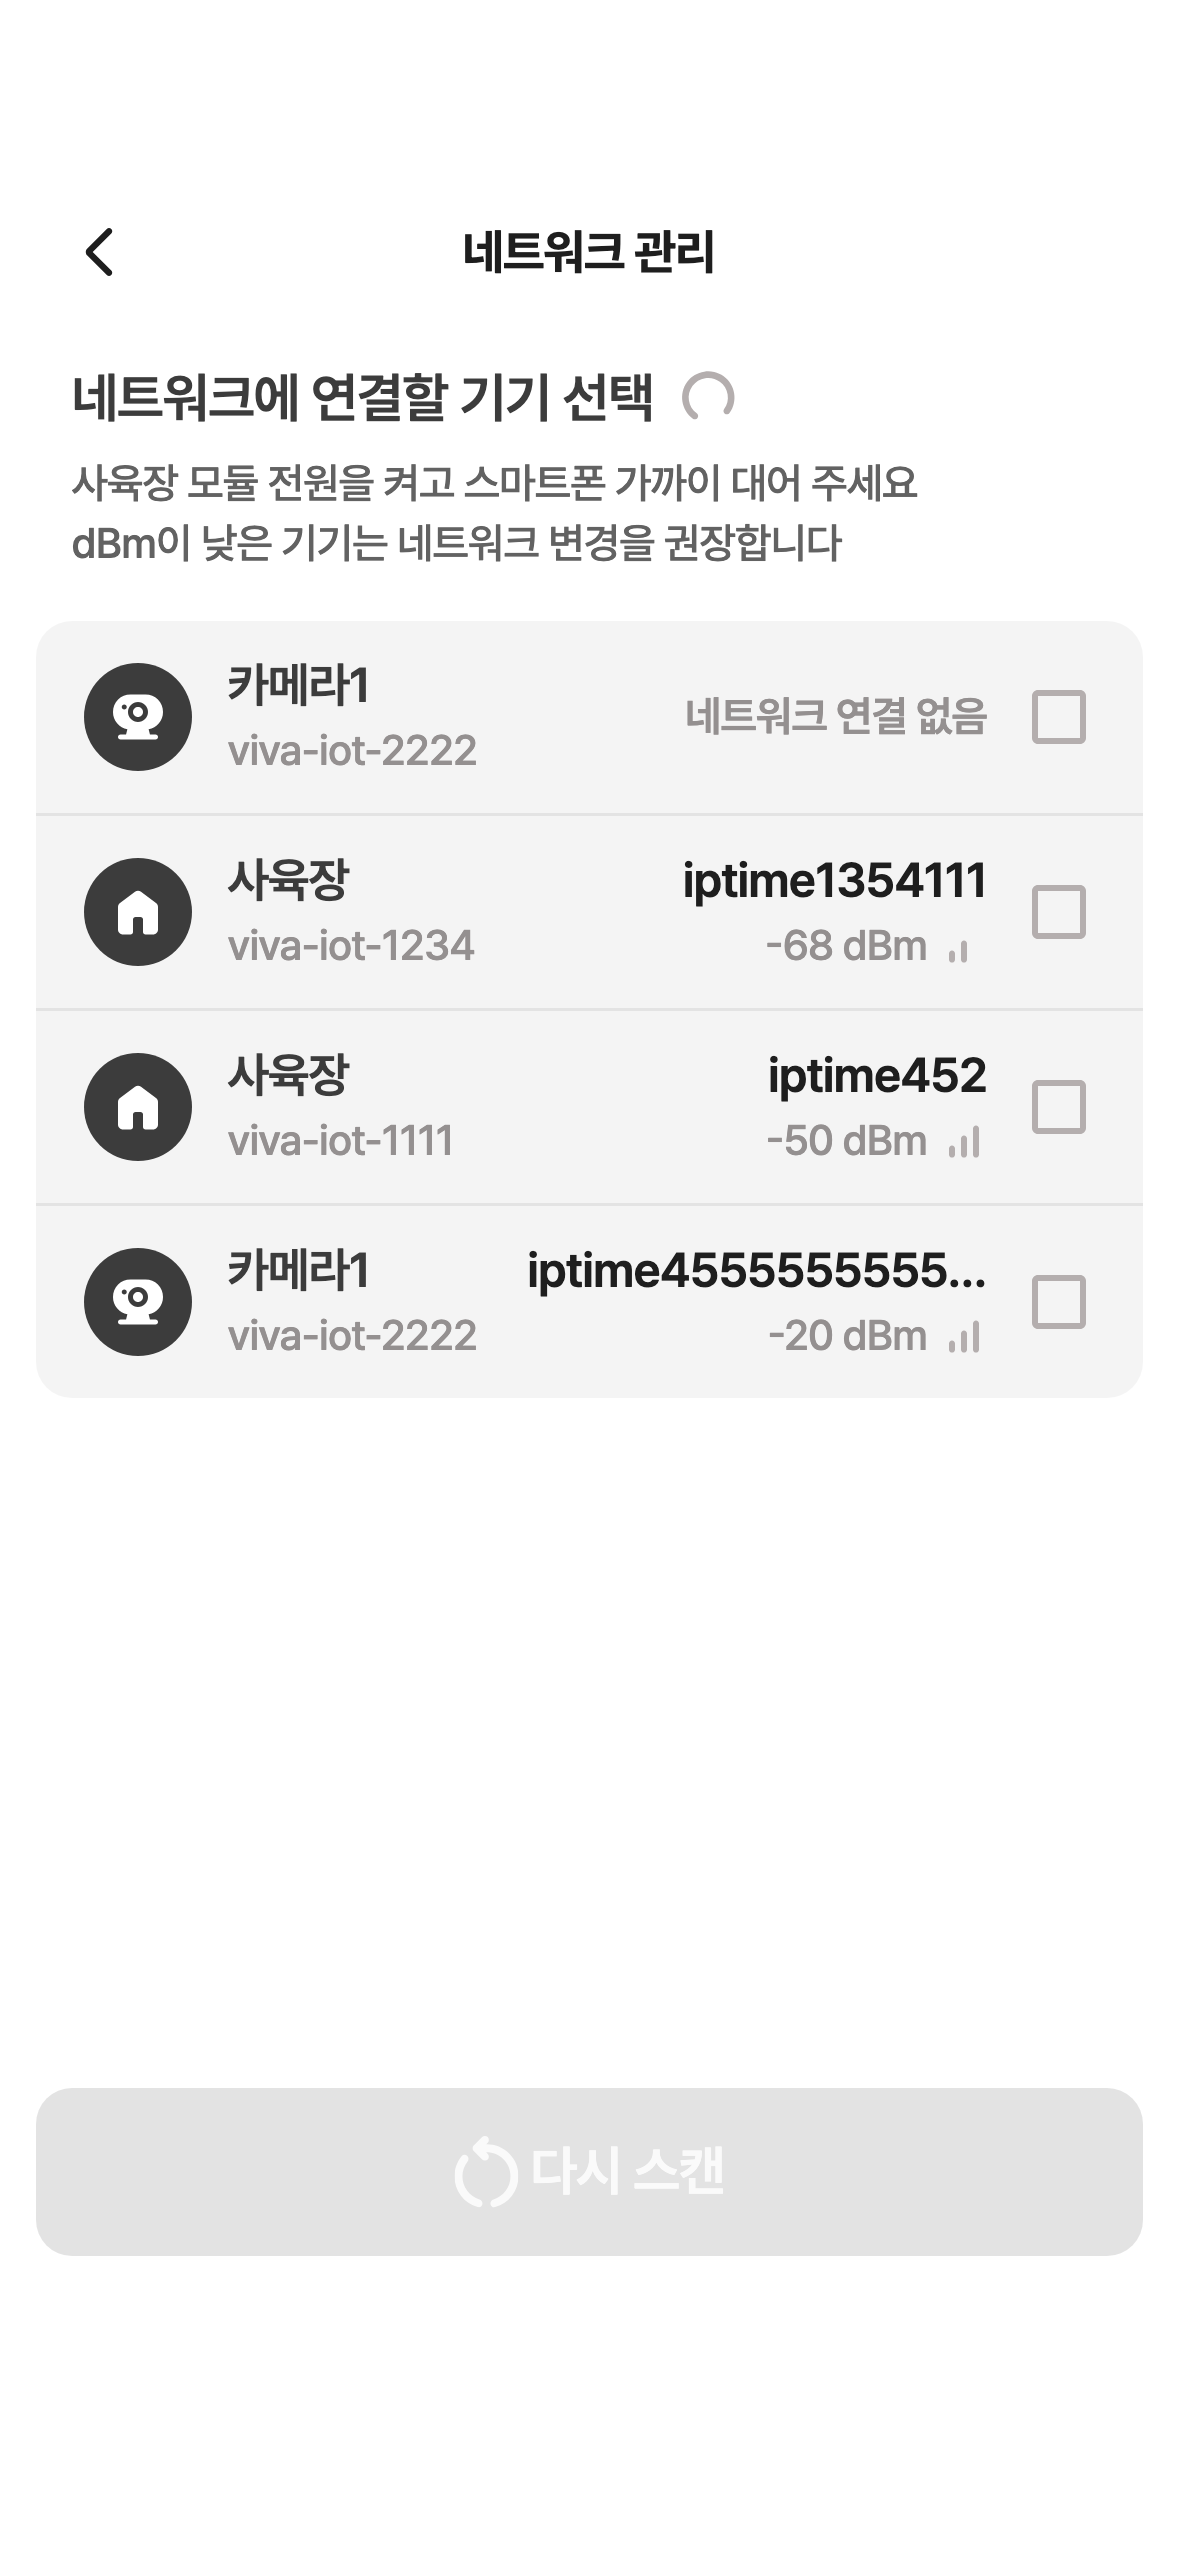 네트워크 관리
네트워크에 연결할 기기 선택
사육장 모듈 전원을 켜고 스마트폰 가까이 대어 주세요
dBm이 낮은 기기는 네트워크 변경을 권장합니다
카메라1
viva-iot-2222
네트워크 연결 없음
사육장
viva-iot-1234
iptime1354111
-68 dBm
사육장
viva-iot-1111
iptime452
-50 dBm
카메라1
viva-iot-2222
iptime4555555555...
-20 dBm
다시 스캔